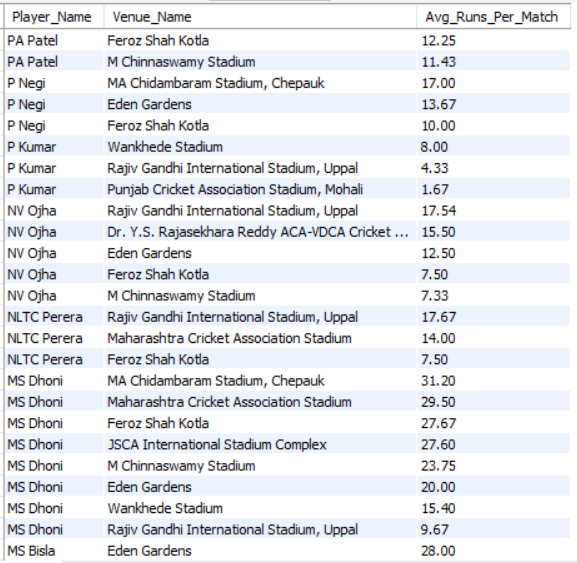 Player_Name Venue_Name Avg_Runs_Per_Match
PA Patel Feroz Shah Kotla 12.25
PA Patel M Chinnaswamy Stadium 11.43
P Negi MA Chidambaram Stadium, Chepauk 17.00
P Negi Eden Gardens 13.67
P Negi Feroz Shah Kotla 10.00
P Kumar Wankhede Stadium 8.00
P Kumar Rajiv Gandhi International Stadium, Uppal 4.33
P Kumar Punjab Cricket Association Stadium, Mohali 1.67
NV Ojha Rajiv Gandhi International Stadium, Uppal 17.54
NV Ojha Dr. Y.S. Rajasekhara Reddy ACA-VDCA Cricket ... 15.50
NV Ojha Eden Gardens 12.50
NV Ojha Feroz Shah Kotla 7.50
NV Ojha M Chinnaswamy Stadium 7.33
NLTC Perera Rajiv Gandhi International Stadium, Uppal 17.67
NLTC Perera Maharashtra Cricket Association Stadium 14.00
NLTC Perera Feroz Shah Kotla 7.50
MS Dhoni MA Chidambaram Stadium, Chepauk 31.20
MS Dhoni Maharashtra Cricket Association Stadium 29.50
MS Dhoni Feroz Shah Kotla 27.67
MS Dhoni JSCA International Stadium Complex 27.60
MS Dhoni M Chinnaswamy Stadium 23.75
MS Dhoni Eden Gardens 20.00
MS Dhoni Wankhede Stadium 15.40
MS Dhoni Rajiv Gandhi International Stadium, Uppal 9.67
MS Bisla Eden Gardens 28.00